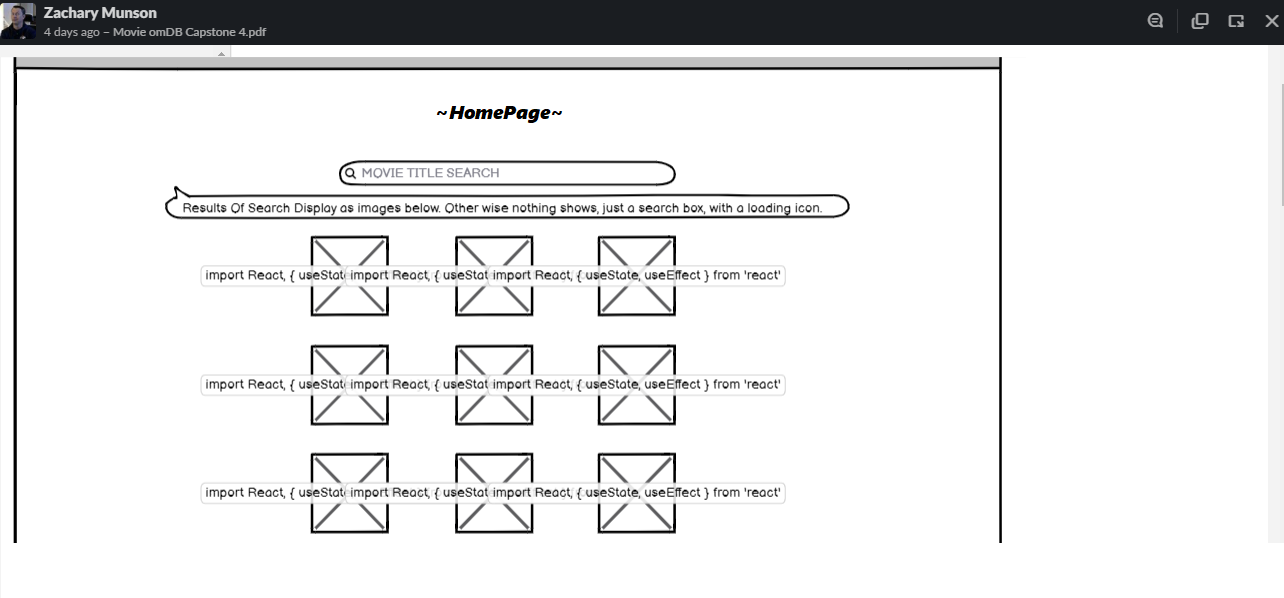 Zachary Munson
4 days ago – Movie omDB Capstone 4.pdf
~HomePage~
MOVIE TITLE SEARCH
Results Of Search Display as images below. Other wise nothing shows, just a search box, with a loading icon.
import React, { useStat import React, { useStat import React, { useState, useEffect } from 'react'
import React, { useStat import React, { useStat import React, { useState, useEffect } from 'react'
import React, { useStat import React, { useStat import React, { useState, useEffect } from 'react'